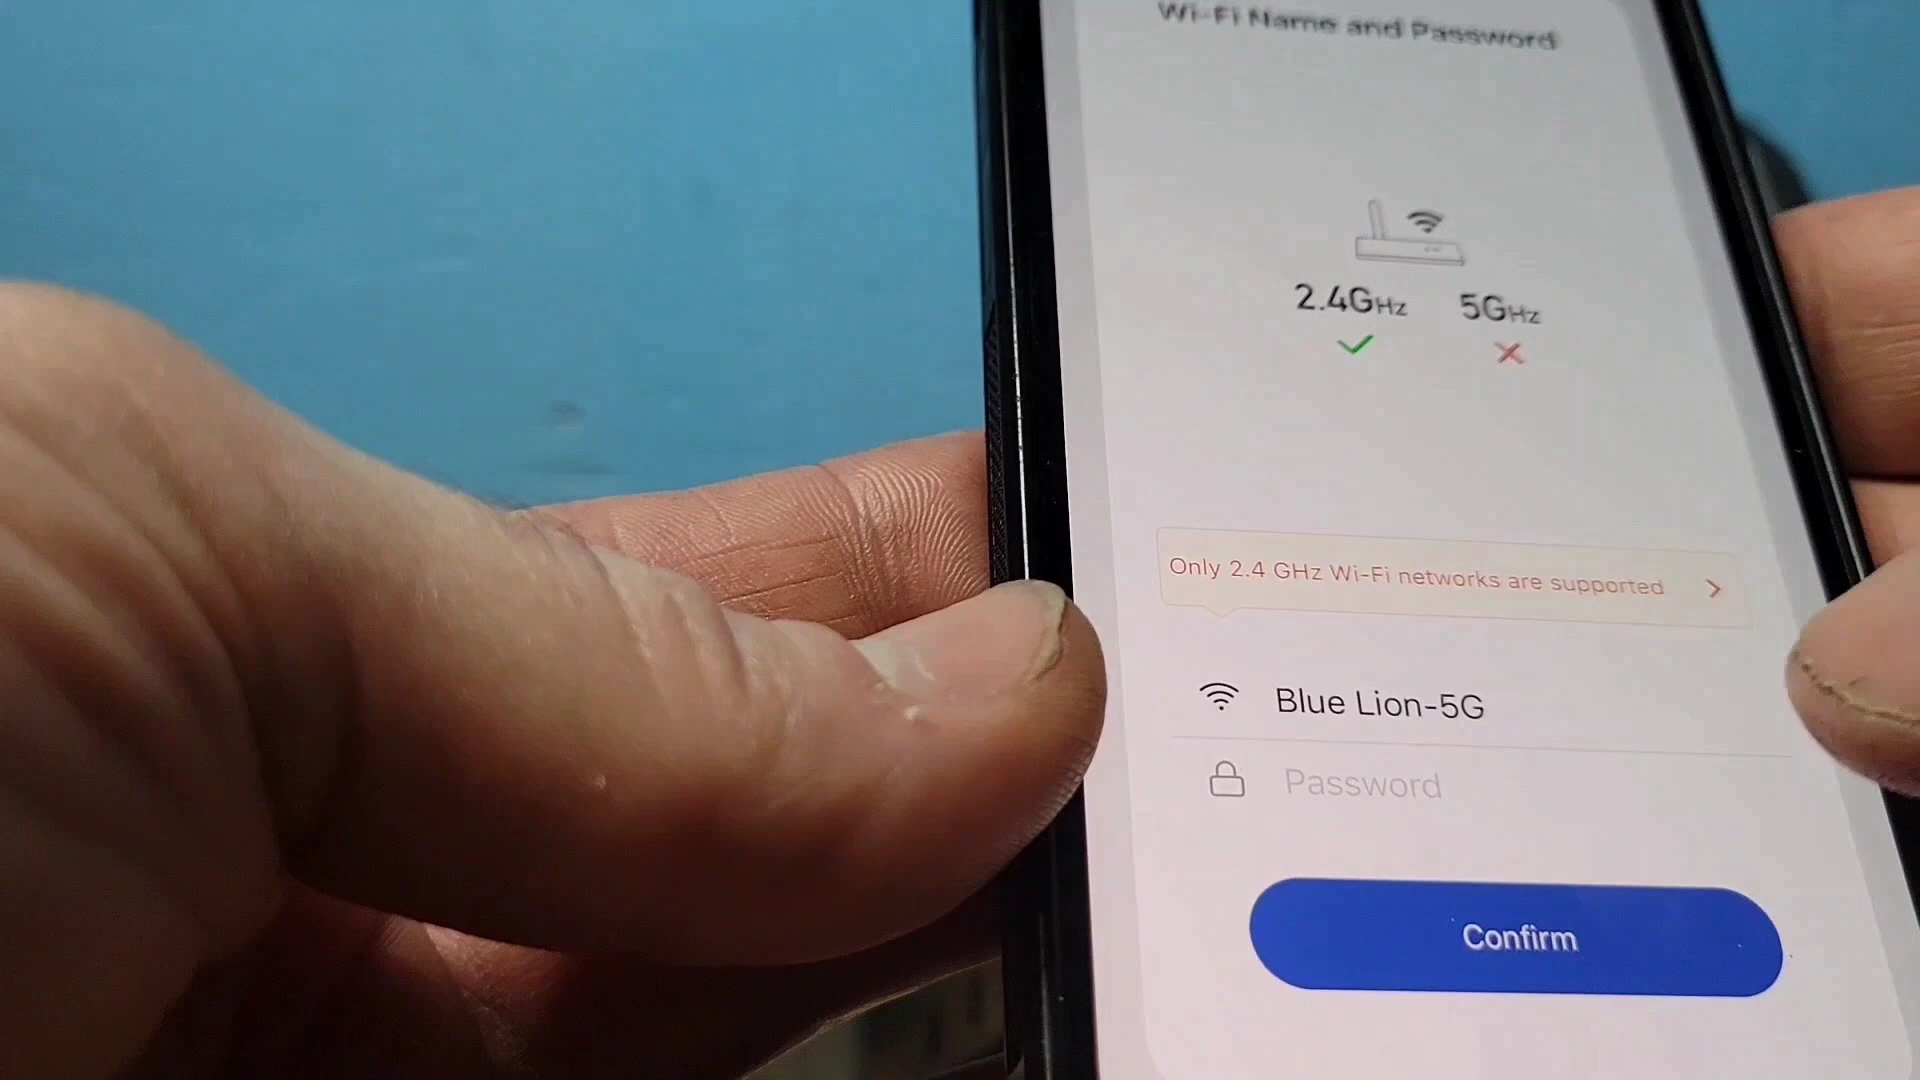 Wi-Fi Name and Password
2.4GHz 5GHz
Only 2.4 GHz Wi-Fi networks are supported
Blue Lion-5G
Password
Confirm